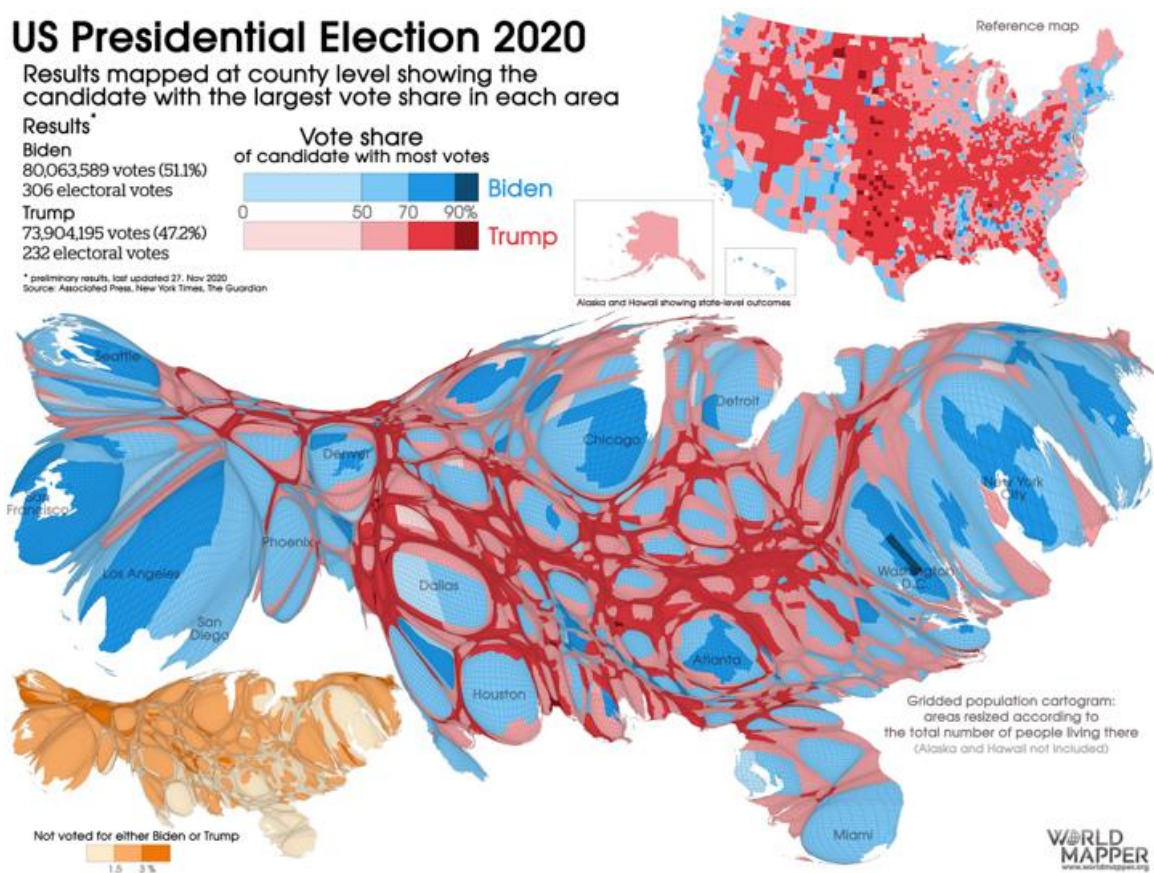 US Presidential Election 2020
Results mapped at county level showing the
candidate with the largest vote share in each area
Results*
Biden
80,063,589 votes (51.1%)
306 electoral votes
Trump
73,904,195 votes (47.2%)
232 electoral votes
* preliminary results, last updated 27. Nov 2020
Source: Associated Press, New York Times, The Guardian
Vote share
of candidate with most votes
Biden
0 50 70 90%
Trump
Reference map
Alaska and Hawaii showing state-level outcomes
Seattle
Detroit
Chicago
Denver
New York
City
San
Francisco
Phoenix
Los Angeles
Dallas
Washington
D.C.
San
Diego
Atlanta
Houston
Miami
Gridded population cartogram:
areas resized according to
the total number of people living there
(Alaska and Hawaii not included)
Not voted for either Biden or Trump
1.5 3 %
WORLD
MAPPER
www.worldmapper.org